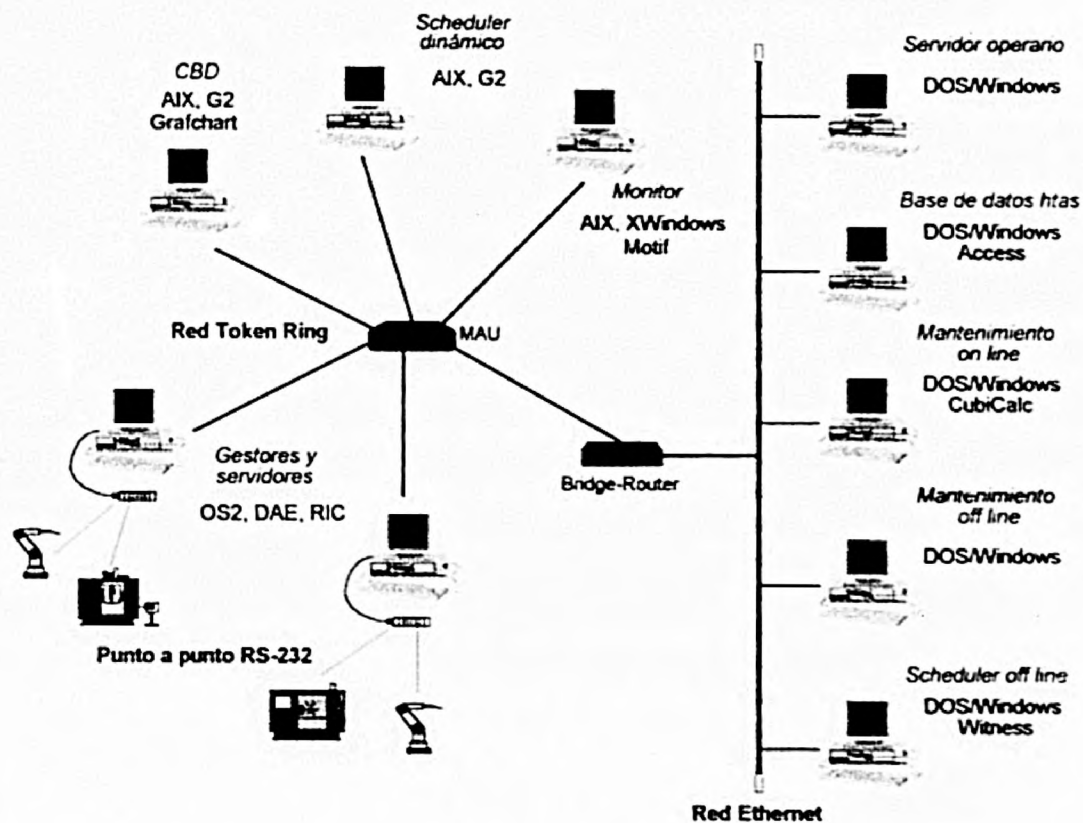 Scheduler
dinámico
AIX, G2
CBD
AIX, G2
Grafchart
Monitor
AIX, XWindows
Motif
Red Token Ring
MAU
Gestores y
servidores
OS2, DAE, RIC
Bridge-Router
Punto a punto RS-232
Servidor operario
DOS/Windows
Base de datos htas
DOS/Windows
Access
Mantenimiento
on line
DOS/Windows
CubiCalc
Mantenimiento
off line
DOS/Windows
Scheduler off line
DOS/Windows
Witness
Red Ethernet